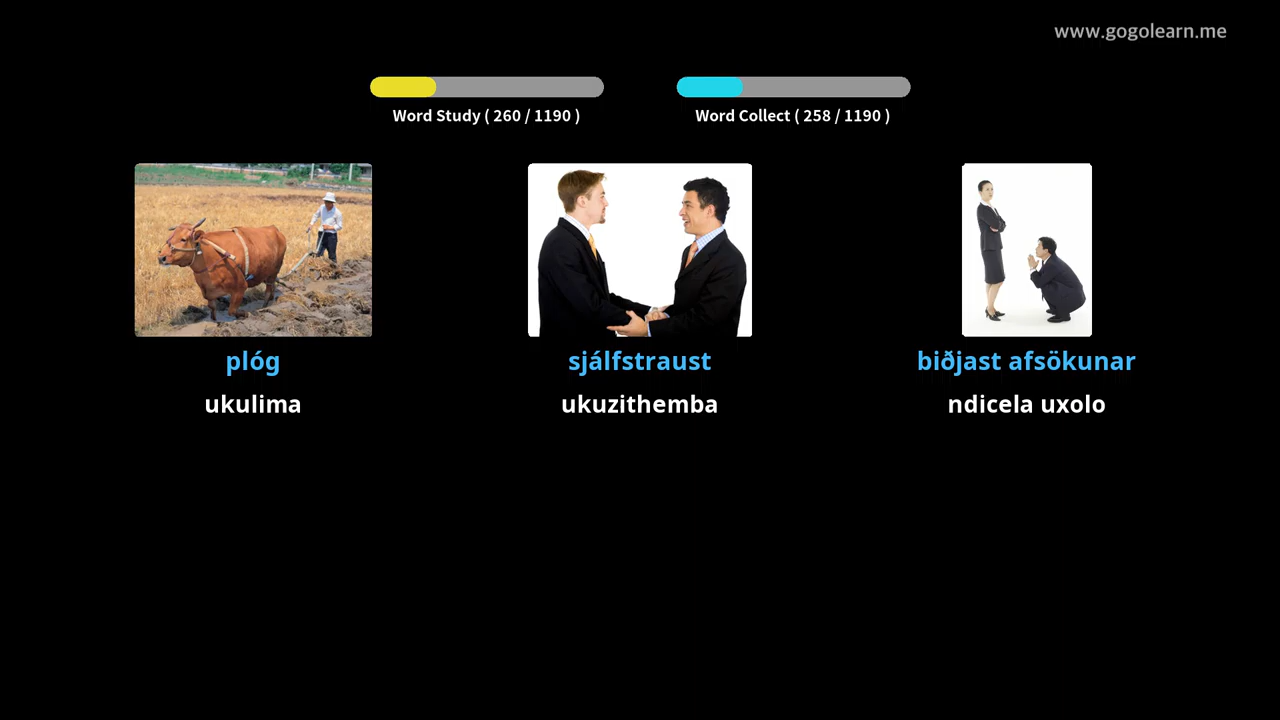 www.gogolearn.me
Word Study ( 260 / 1190 )
Word Collect ( 258 / 1190 )
plóg
sjálfstraust
biðjast afsökunar
ukulima
ukuzithemba
ndicela uxolo